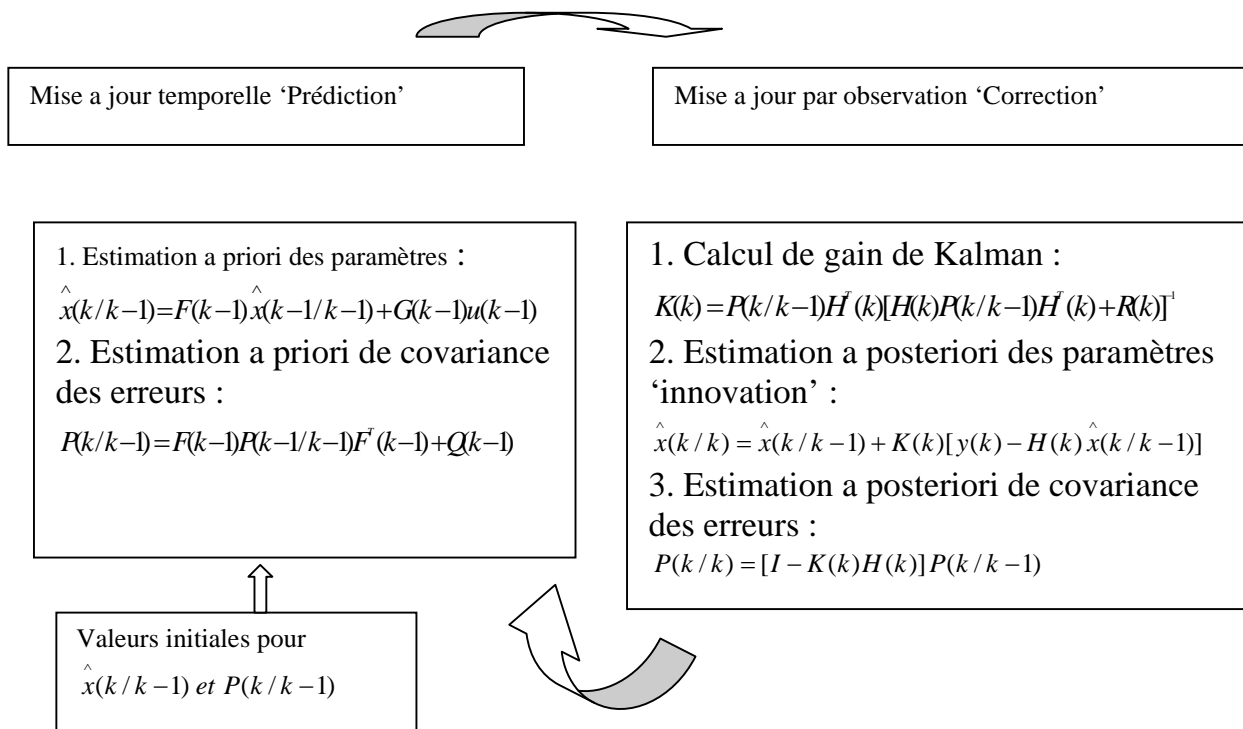 Mise a jour temporelle ‘Prédiction’
Mise a jour par observation ‘Correction’
1. Estimation a priori des paramètres :
x̂(k/k−1)=F(k−1)x̂(k−1/k−1)+G(k−1)u(k−1)
2. Estimation a priori de covariance
des erreurs :
P(k/k−1)=F(k−1)P(k−1/k−1)Fᵀ(k−1)+Q(k−1)
Valeurs initiales pour
x̂(k/k−1) et P(k/k−1)
1. Calcul de gain de Kalman :
K(k)=P(k/k−1)Hᵀ(k)[H(k)P(k/k−1)Hᵀ(k)+R(k)]⁻¹
2. Estimation a posteriori des paramètres
‘innovation’ :
x̂(k/k)=x̂(k/k−1)+K(k)[y(k)−H(k)x̂(k/k−1)]
3. Estimation a posteriori de covariance
des erreurs :
P(k/k)=[I−K(k)H(k)]P(k/k−1)